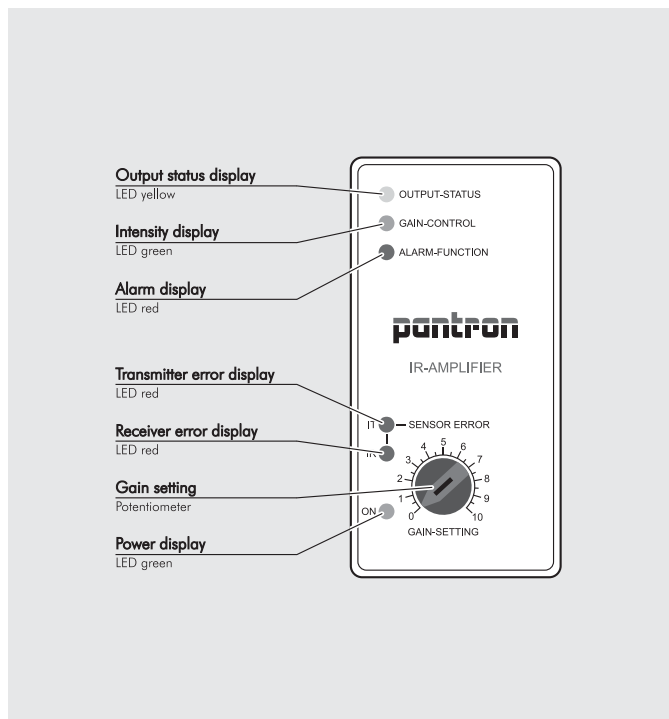 Output status display
LED yellow
Intensity display
LED green
Alarm display
LED red
Transmitter error display
LED red
Receiver error display
LED red
Gain setting
Potentiometer
Power display
LED green
OUTPUT-STATUS
GAIN-CONTROL
ALARM-FUNCTION
pantron
IR-AMPLIFIER
SENSOR ERROR
IR
0 1 2 3 4 5 6 7 8 9 10
ON
GAIN-SETTING